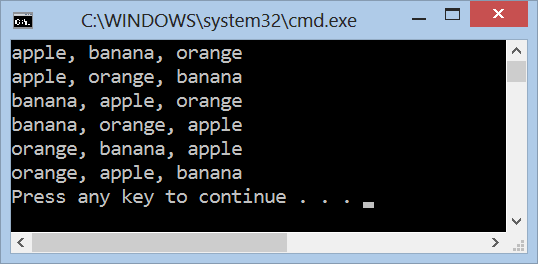 C:\WINDOWS\system32\cmd.exe
apple, banana, orange
apple, orange, banana
banana, apple, orange
banana, orange, apple
orange, banana, apple
orange, apple, banana
Press any key to continue . . .